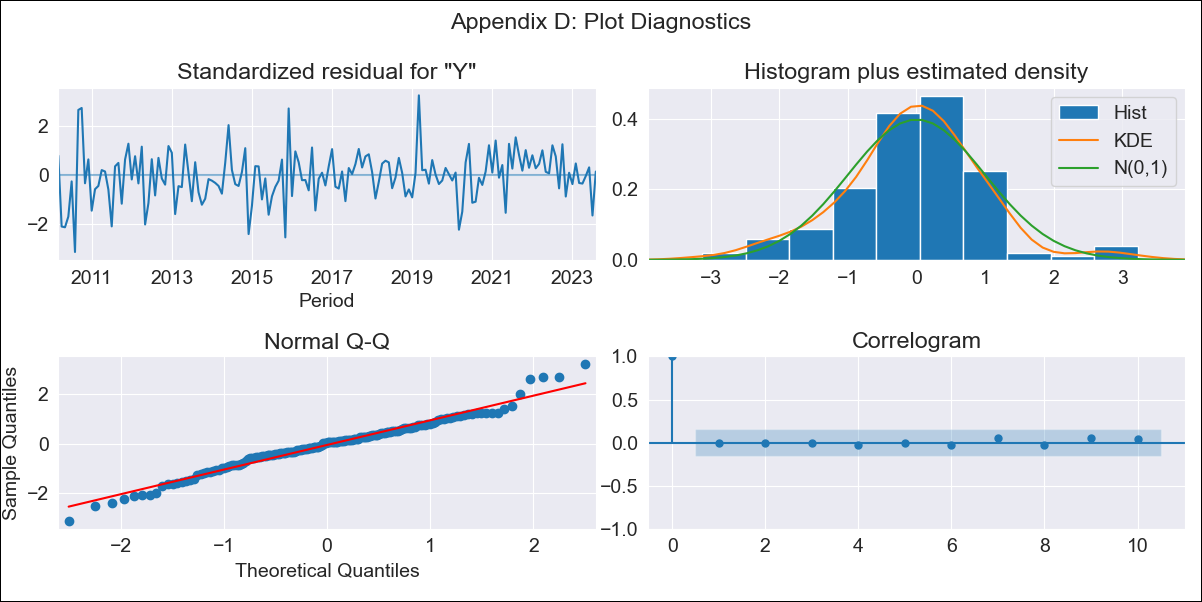 Appendix D: Plot Diagnostics
Standardized residual for "Y"
2
0
−2
2011 2013 2015 2017 2019 2021 2023
Period
Histogram plus estimated density
0.4
0.2
0.0
−3 −2 −1 0 1 2 3
Hist
KDE
N(0,1)
Normal Q-Q
Sample Quantiles
2
0
−2
−2 −1 0 1 2
Theoretical Quantiles
Correlogram
1.0
0.5
0.0
−0.5
−1.0
0 2 4 6 8 10